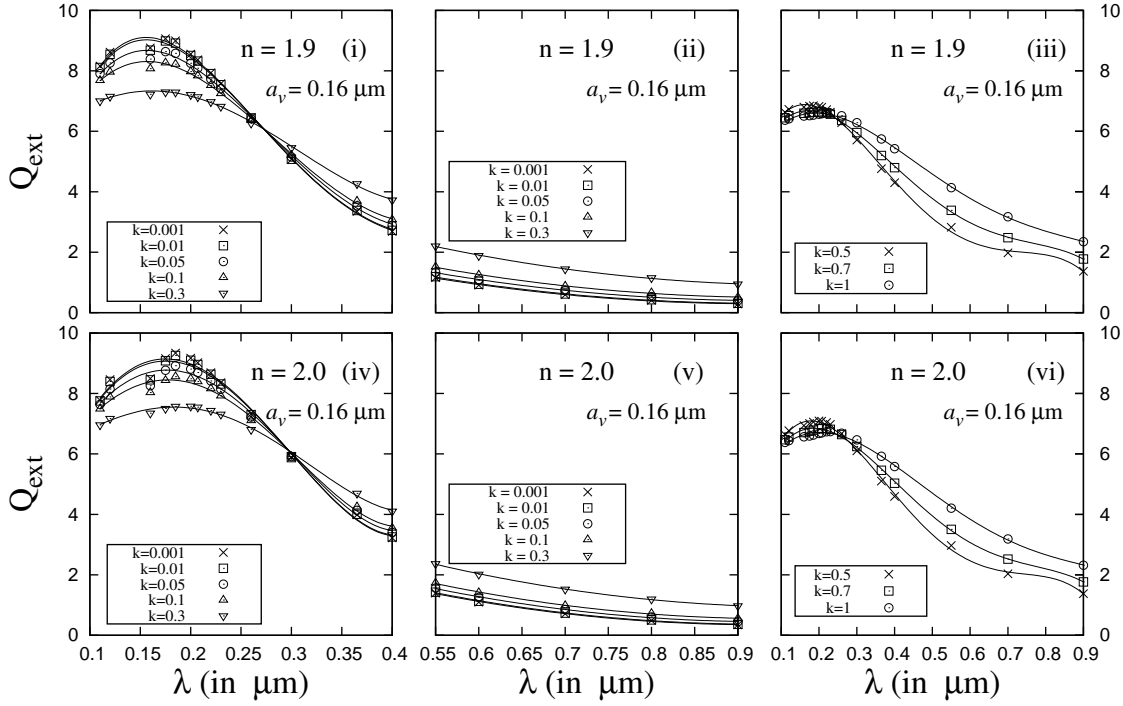 10
8
6
4
2
0
Q_ext
n = 1.9 (i)
a_v = 0.16 μm
k=0.001
k=0.01
k=0.05
k=0.1
k=0.3
n = 1.9 (ii)
a_v = 0.16 μm
k = 0.001
k = 0.01
k = 0.05
k = 0.1
k = 0.3
n = 1.9 (iii)
a_v = 0.16 μm
k=0.5
k=0.7
k=1
10
8
6
4
2
0
10
8
6
4
2
0
Q_ext
n = 2.0 (iv)
a_v = 0.16 μm
k=0.001
k=0.01
k=0.05
k=0.1
k=0.3
n = 2.0 (v)
a_v = 0.16 μm
k = 0.001
k = 0.01
k = 0.05
k = 0.1
k = 0.3
n = 2.0 (vi)
a_v = 0.16 μm
k=0.5
k=0.7
k=1
10
8
6
4
2
0
0.1 0.15 0.2 0.25 0.3 0.35 0.4
λ (in μm)
0.55 0.6 0.65 0.7 0.75 0.8 0.85 0.9
λ (in μm)
0.1 0.2 0.3 0.4 0.5 0.6 0.7 0.8 0.9
λ (in μm)